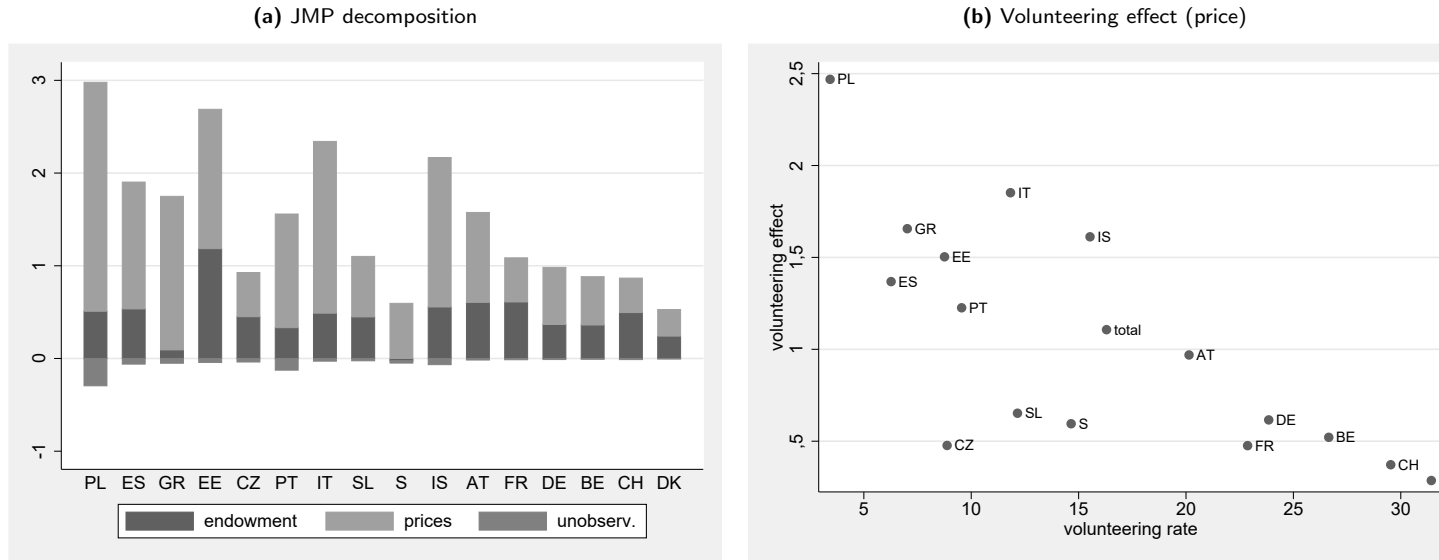 (a) JMP decomposition
3
2
1
0
-1
PL ES GR EE CZ PT IT SL S IS AT FR DE BE CH DK
endowment prices unobserv.
(b) Volunteering effect (price)
volunteering effect
2,5
2
1,5
1
,5
PL
IT
GR
IS
EE
ES
PT
total
AT
SL
S
DE
CZ
FR
BE
CH
5 10 15 20 25 30
volunteering rate